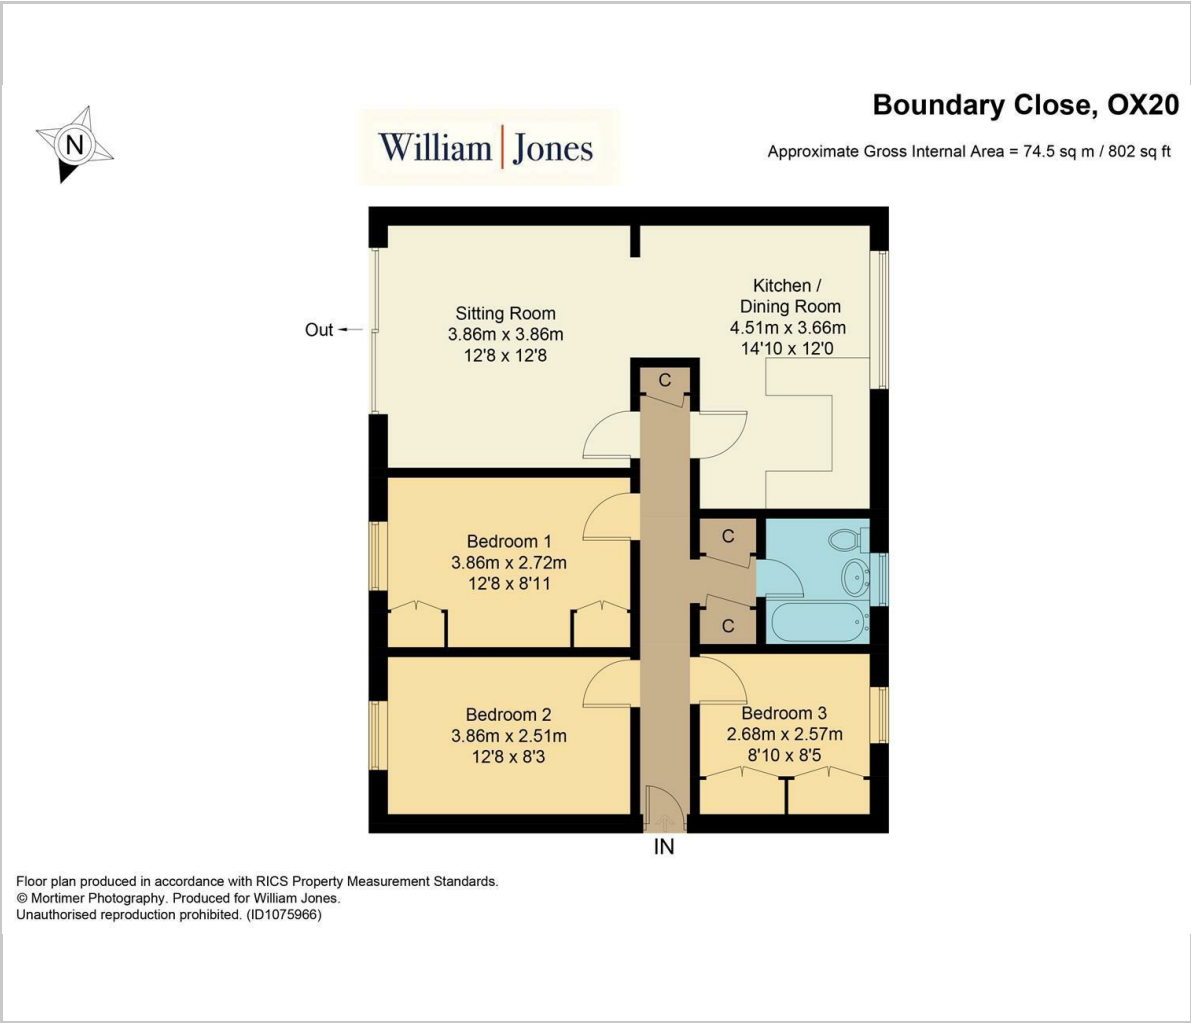 Boundary Close, OX20
N
William | Jones
Approximate Gross Internal Area = 74.5 sq m / 802 sq ft
Kitchen /
Dining Room
4.51m x 3.66m
14'10 x 12'0
Sitting Room
3.86m x 3.86m
12'8 x 12'8
Out
C
Bedroom 1
3.86m x 2.72m
12'8 x 8'11
C
C
Bedroom 2
3.86m x 2.51m
12'8 x 8'3
Bedroom 3
2.68m x 2.57m
8'10 x 8'5
IN
Floor plan produced in accordance with RICS Property Measurement Standards.
© Mortimer Photography. Produced for William Jones.
Unauthorised reproduction prohibited. (ID1075966)